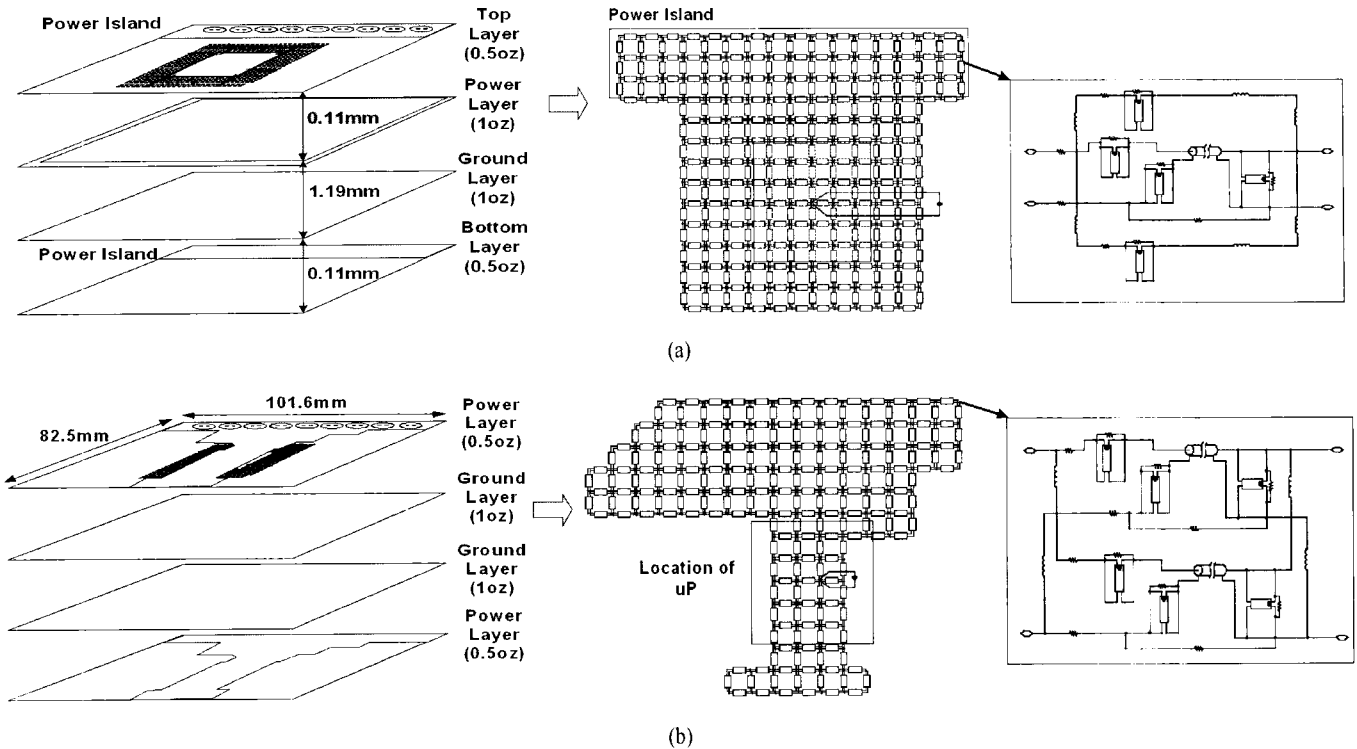 Power Island
Top
Layer
(0.5oz)
Power
Layer
(1oz)
0.11mm
Ground
Layer
(1oz)
1.19mm
Bottom
Layer
(0.5oz)
Power Island
0.11mm
Power Island
(a)
101.6mm
82.5mm
Power
Layer
(0.5oz)
Ground
Layer
(1oz)
Ground
Layer
(1oz)
Power
Layer
(0.5oz)
Location of
uP
(b)